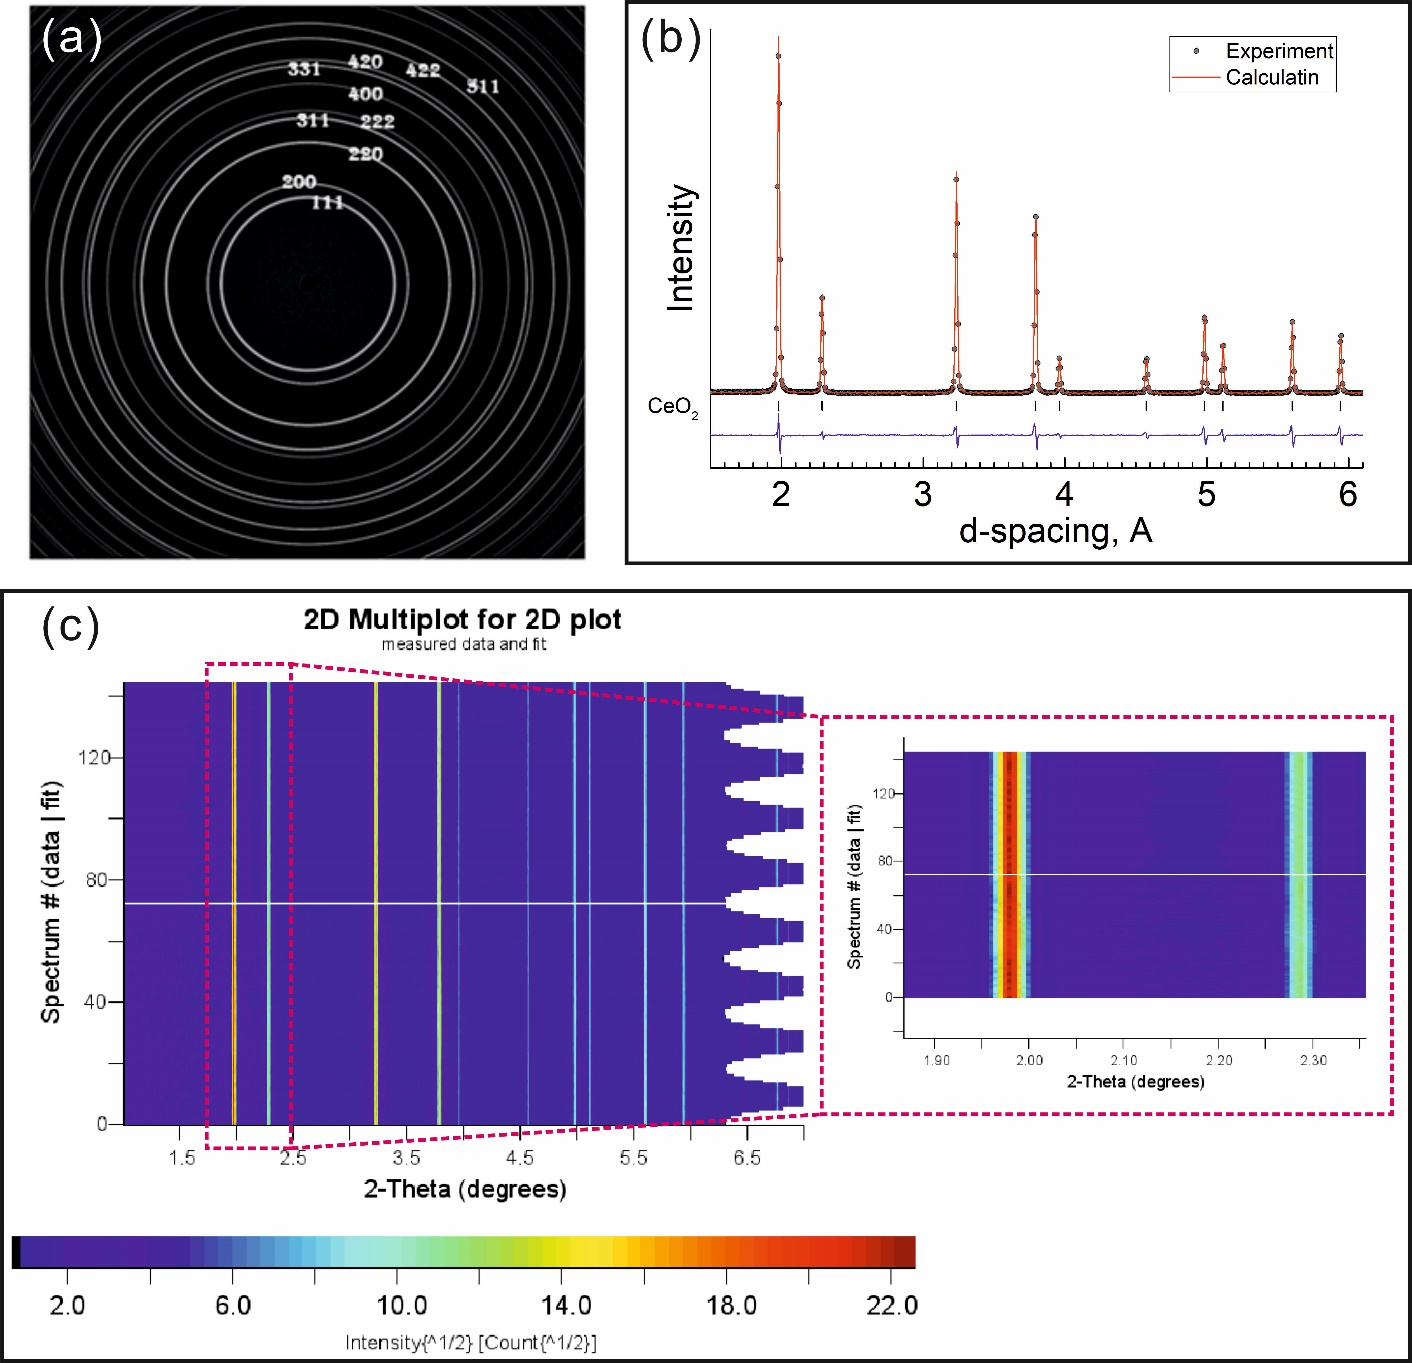 (a)
331 420 422 511
400
311 222
220
200
111
(b)
Experiment
Calculatin
Intensity
CeO2
2 3 4 5 6
d-spacing, A
(c)
2D Multiplot for 2D plot
measured data and fit
Spectrum # (data | fit)
120
80
40
0
1.5 2.5 3.5 4.5 5.5 6.5
2-Theta (degrees)
Spectrum # (data | fit)
120
80
40
0
1.90 2.00 2.10 2.20 2.30
2-Theta (degrees)
2.0 6.0 10.0 14.0 18.0 22.0
Intensity{^1/2} [Count{^1/2}]